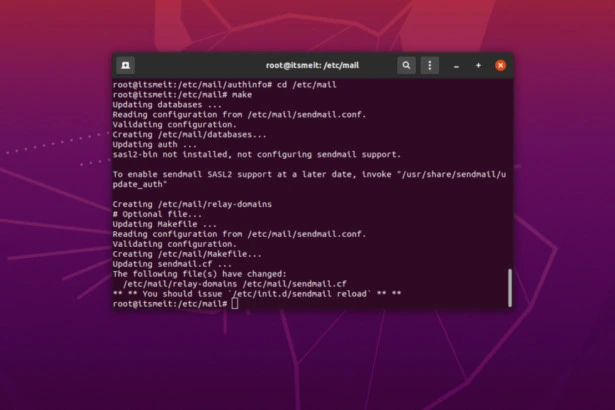 root@itsmeit: /etc/mail
root@itsmeit:/etc/mail/authinfo# cd /etc/mail
root@itsmeit:/etc/mail# make
Updating databases ...
Reading configuration from /etc/mail/sendmail.conf.
Validating configuration.
Creating /etc/mail/databases...
Updating auth ...
sasl2-bin not installed, not configuring sendmail support.
To enable sendmail SASL2 support at a later date, invoke "/usr/share/sendmail/u
pdate_auth"
Creating /etc/mail/relay-domains
# Optional file...
Updating Makefile ...
Reading configuration from /etc/mail/sendmail.conf.
Validating configuration.
Creating /etc/mail/Makefile...
Updating sendmail.cf ...
The following file(s) have changed:
/etc/mail/relay-domains /etc/mail/sendmail.cf
** ** You should issue `/etc/init.d/sendmail reload` ** **
root@itsmeit:/etc/mail#